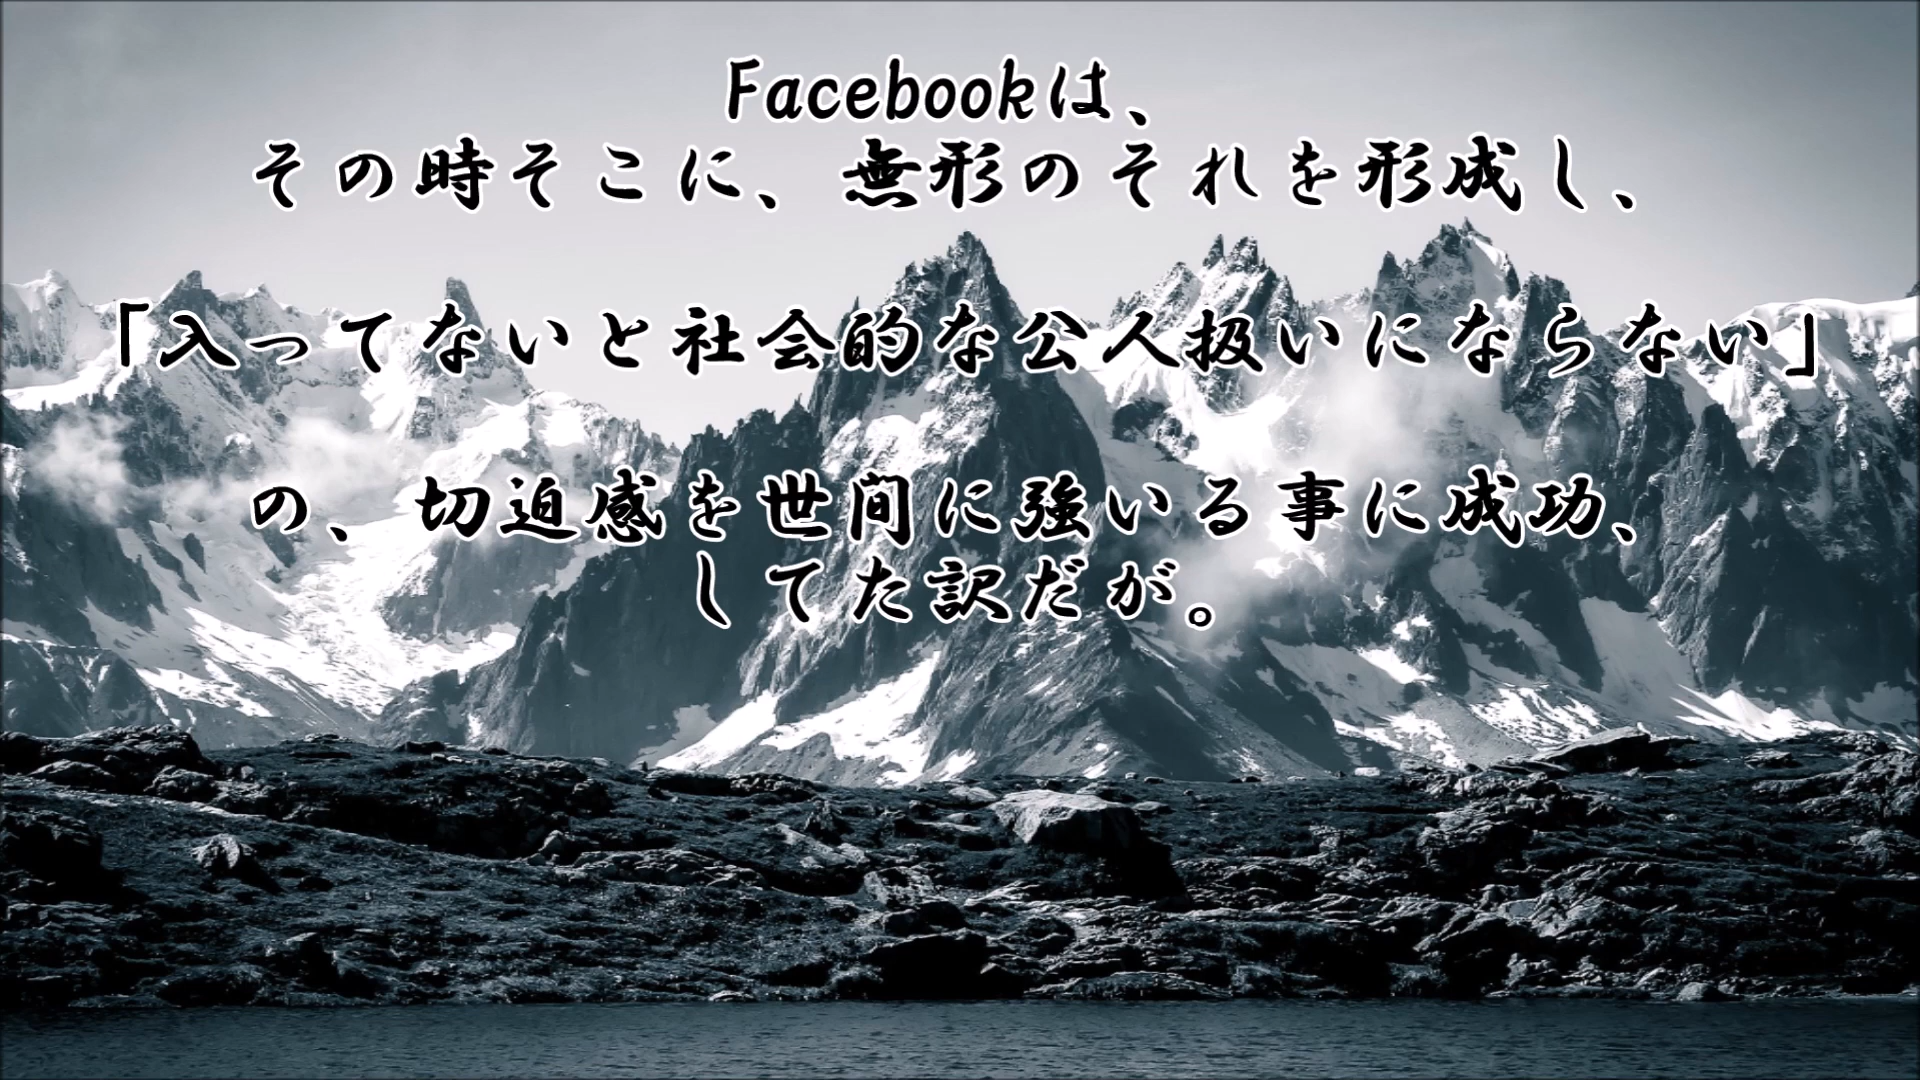 Facebookは、
その時そこに、無形のそれを形成し、
「入ってないと社会的な公人扱いにならない」
の、切迫感を世間に強いる事に成功、
してた訳だが。